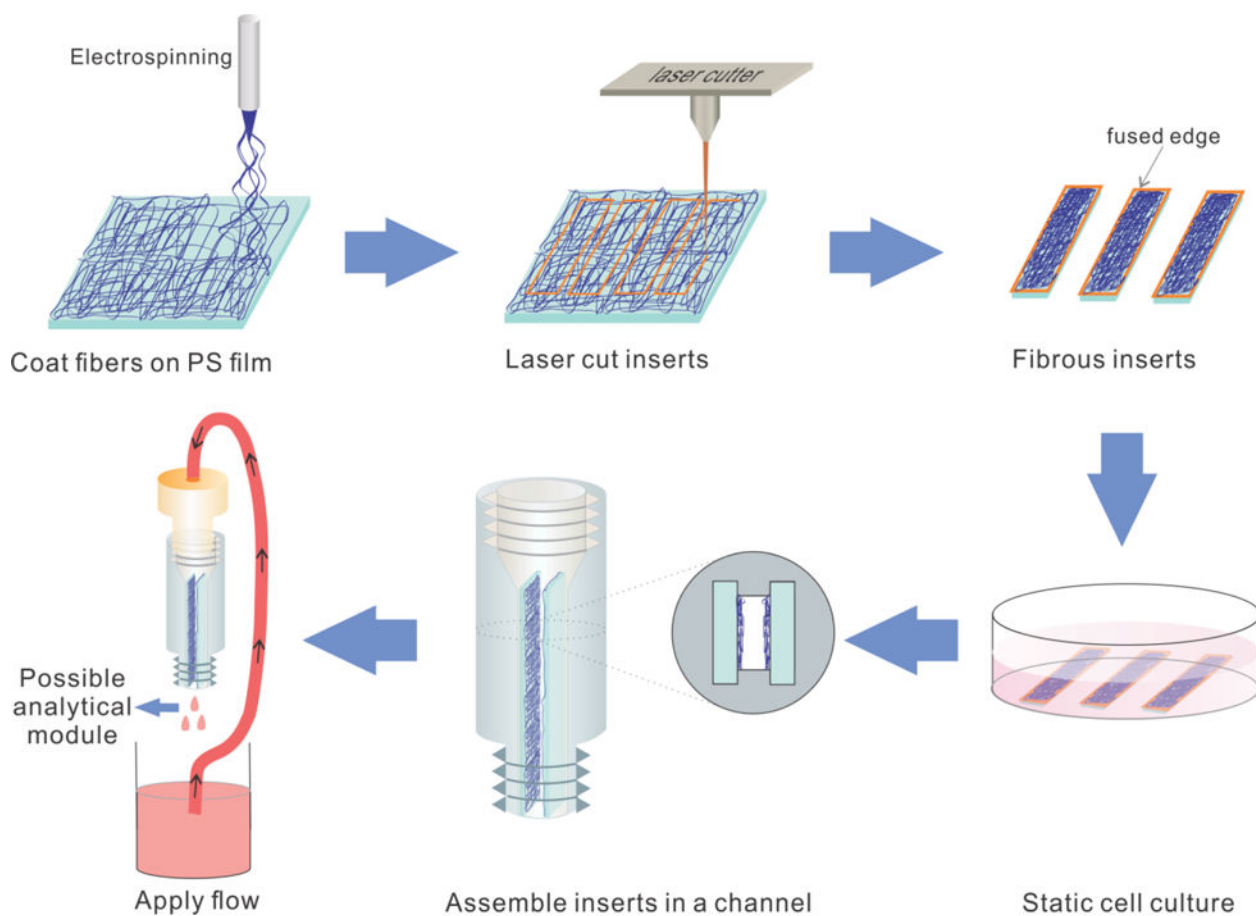 Electrospinning
laser cutter
fused edge
Coat fibers on PS film
Laser cut inserts
Fibrous inserts
Possible
analytical
module
Apply flow
Assemble inserts in a channel
Static cell culture